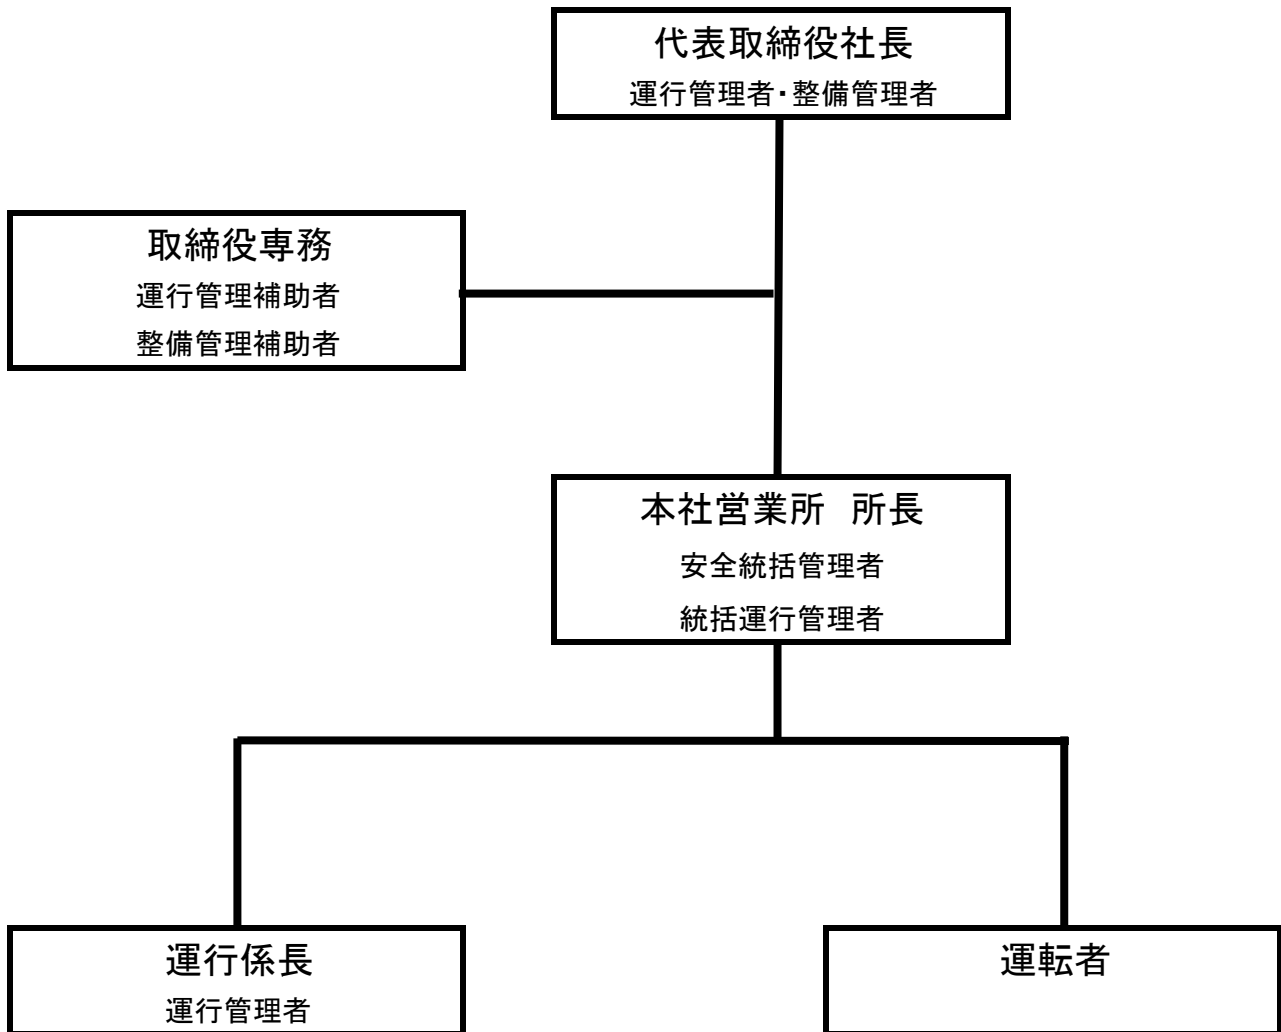 代表取締役社長
運行管理者･整備管理者
取締役専務
運行管理補助者
整備管理補助者
本社営業所　所長
安全統括管理者
統括運行管理者
運行係長
運行管理者
運転者